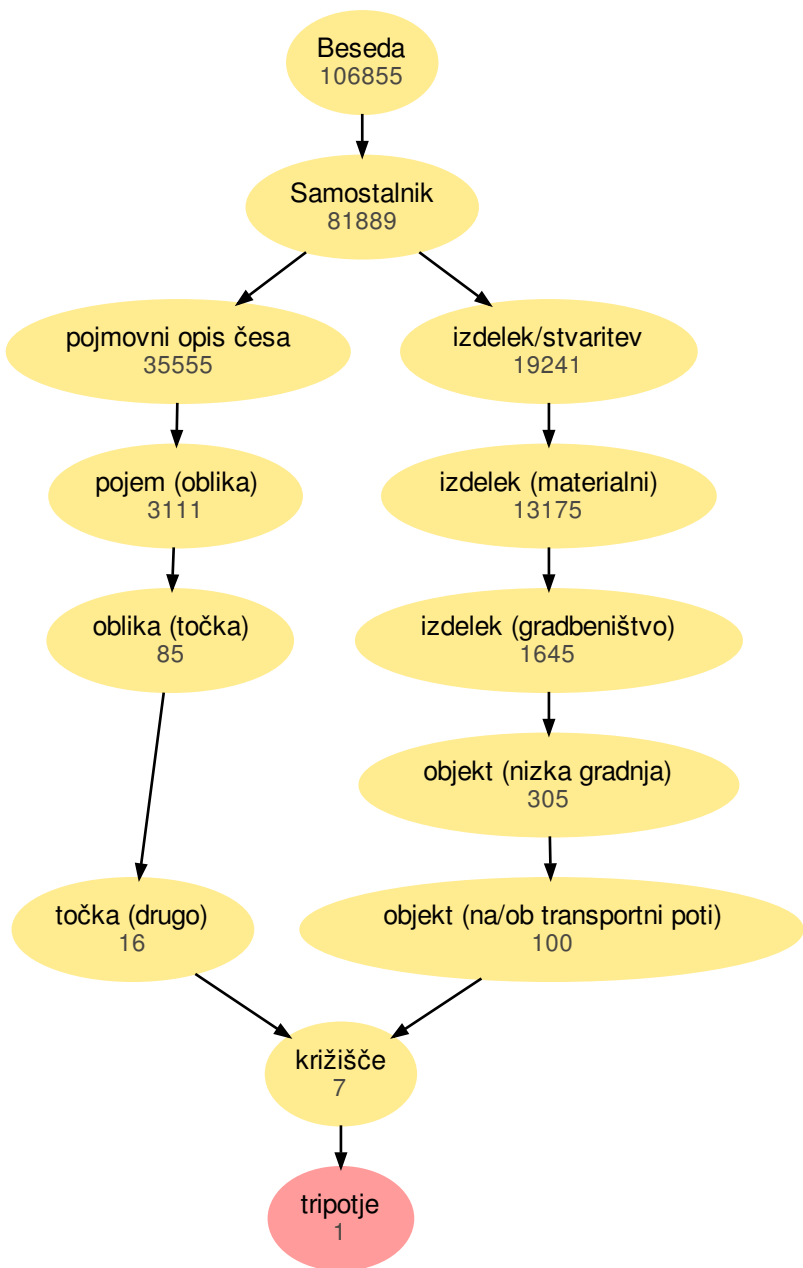 Beseda
106855
Samostalnik
81889
pojmovni opis česa
35555
izdelek/stvaritev
19241
pojem (oblika)
3111
izdelek (materialni)
13175
oblika (točka)
85
izdelek (gradbeništvo)
1645
objekt (nizka gradnja)
305
točka (drugo)
16
objekt (na/ob transportni poti)
100
križišče
7
tripotje
1